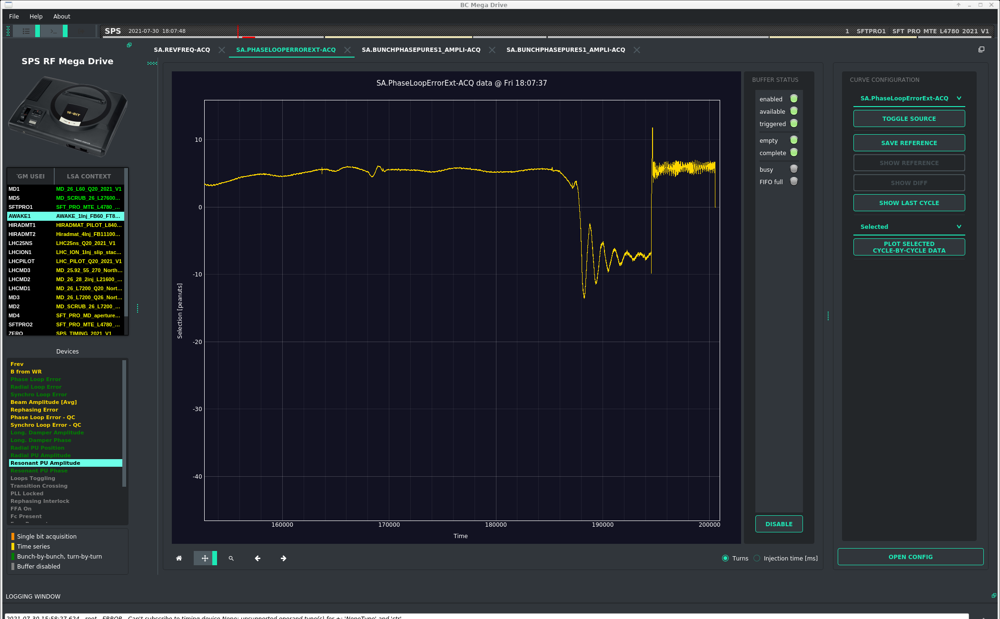 BC Mega Drive
File Help About
SPS 2021-07-30 18:07:48 1 SFTPRO1 SFT_PRO_MTE_L4780_2021_V1
SA.REVFREQ-ACQ SA.PHASELOOPERROREXT-ACQ SA.BUNCHPHASEPURES1_AMPLI-ACQ SA.BUNCHPHASEPURES1_AMPLI-ACQ
SPS RF Mega Drive
16-BIT
MEGA DRIVE
GM USEI LSA CONTEXT
MD1 MD_26_L60_Q20_2021_V1
MD5 MD_SCRUB_26_L27600...
SFTPRO1 SFT_PRO_MTE_L4780_...
AWAKE1 AWAKE_1Inj_FB60_FT8...
HIRADMT1 HIRADMAT_PILOT_L840...
HIRADMT2 Hiradmat_4Inj_FB11100...
LHC25NS LHC25ns_Q20_2021_V1
LHCION1 LHC_ION_1Inj_slip_stac...
LHCPILOT LHC_PILOT_Q20_2021_V1
LHCMD3 MD_25.92_55_270_North...
LHCMD2 MD_26_28_2inj_L21600_...
LHCMD1 MD_26_L7200_Q20_Nort...
MD3 MD_26_L7200_Q26_Nort...
MD2 MD_SCRUB_26_L7200_...
MD4 SFT_PRO_MD_aperture...
SFTPRO2 SFT_PRO_MTE_L4780_...
ZERO SPS_TIMING_2021_V1
Devices
Frev
B from WR
Phase Loop Error
Radial Loop Error
Synchro Loop Error
Beam Amplitude [Avg]
Rephasing Error
Phase Loop Error - QC
Synchro Loop Error - QC
Long. Damper Amplitude
Long. Damper Phase
Radial PU Position
Radial PU Amplitude
Resonant PU Amplitude
Resonant PU Phase
Loops Toggling
Transition Crossing
PLL Locked
Rephasing Interlock
FFA On
Fc Present
Single bit acquisition
Time series
Bunch-by-bunch, turn-by-turn
Buffer disabled
SA.PhaseLoopErrorExt-ACQ data @ Fri 18:07:37
10
0
-10
-20
-30
-40
Selection [peanuts]
160000 170000 180000 190000 200000
Time
Turns Injection time [ms]
BUFFER STATUS
enabled
available
triggered
empty
complete
busy
FIFO full
DISABLE
CURVE CONFIGURATION
SA.PhaseLoopErrorExt-ACQ
TOGGLE SOURCE
SAVE REFERENCE
SHOW REFERENCE
SHOW DIFF
SHOW LAST CYCLE
Selected
PLOT SELECTED
CYCLE-BY-CYCLE DATA
OPEN CONFIG
LOGGING WINDOW
2021-07-30 15:58:27,624 - root - ERROR - Can't subscribe to timing device None: unsupported operand type(s) for +: 'NoneType' and 'str'